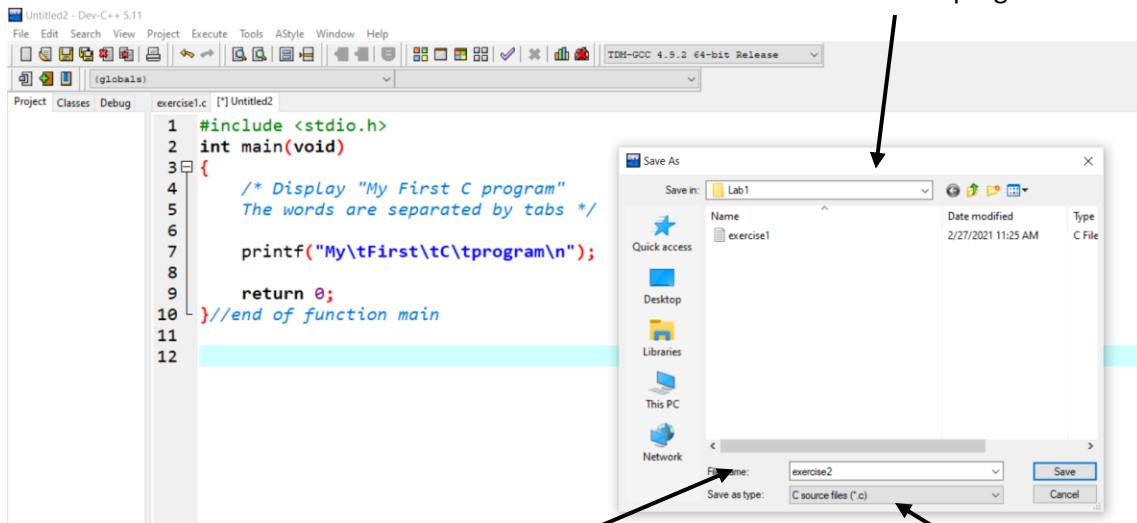 Untitled2 - Dev-C++ 5.11
File Edit Search View Project Execute Tools AStyle Window Help
TDM-GCC 4.9.2 64-bit Release
(globals)
Project Classes Debug exercise1.c [*] Untitled2
1 #include <stdio.h>
2 int main(void)
3 {
4 /* Display "My First C program"
5 The words are separated by tabs */
6
7 printf("My\tFirst\tC\tprogram\n");
8
9 return 0;
10 }//end of function main
11
12
Save As
Save in: Lab1
Name Date modified Type
exercise1 2/27/2021 11:25 AM C File
Quick access
Desktop
Libraries
This PC
Network
File name: exercise2 Save
Save as type: C source files (*.c) Cancel